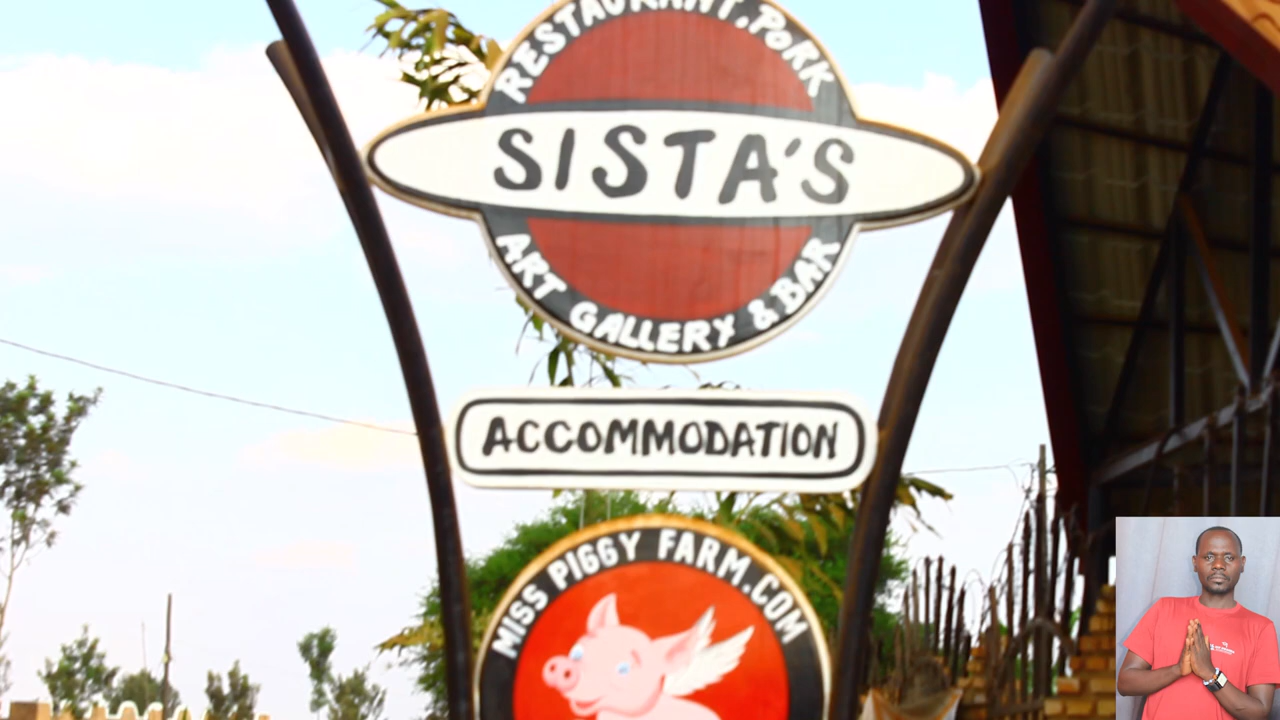 RESTAURANT, PORK
SISTA'S
ART GALLERY & BAR
ACCOMMODATION
MISS PIGGY FARM.COM